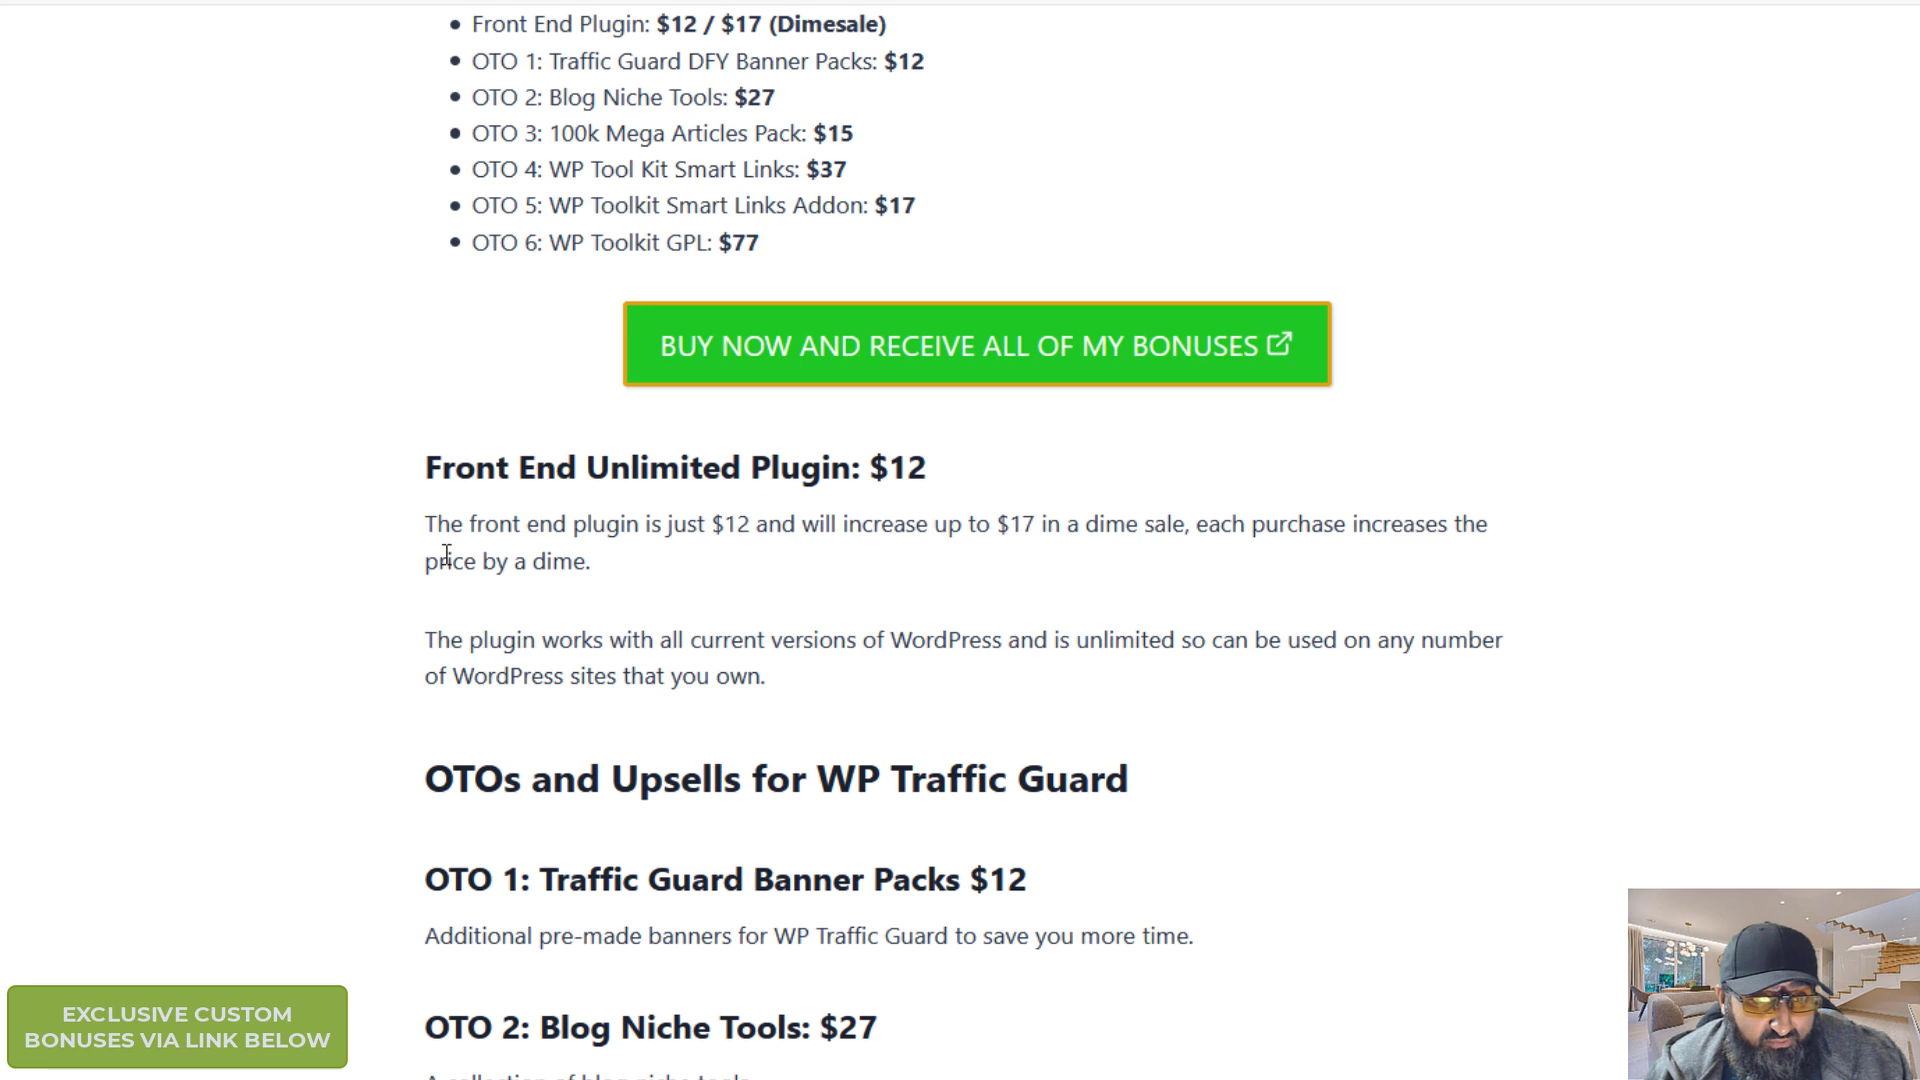 Front End Plugin: $12 / $17 (Dimesale)
OTO 1: Traffic Guard DFY Banner Packs: $12
OTO 2: Blog Niche Tools: $27
OTO 3: 100k Mega Articles Pack: $15
OTO 4: WP Tool Kit Smart Links: $37
OTO 5: WP Toolkit Smart Links Addon: $17
OTO 6: WP Toolkit GPL: $77
BUY NOW AND RECEIVE ALL OF MY BONUSES
Front End Unlimited Plugin: $12
The front end plugin is just $12 and will increase up to $17 in a dime sale, each purchase increases the
price by a dime.
The plugin works with all current versions of WordPress and is unlimited so can be used on any number
of WordPress sites that you own.
OTOs and Upsells for WP Traffic Guard
OTO 1: Traffic Guard Banner Packs $12
Additional pre-made banners for WP Traffic Guard to save you more time.
OTO 2: Blog Niche Tools: $27
A collection of blog niche tools
EXCLUSIVE CUSTOM
BONUSES VIA LINK BELOW